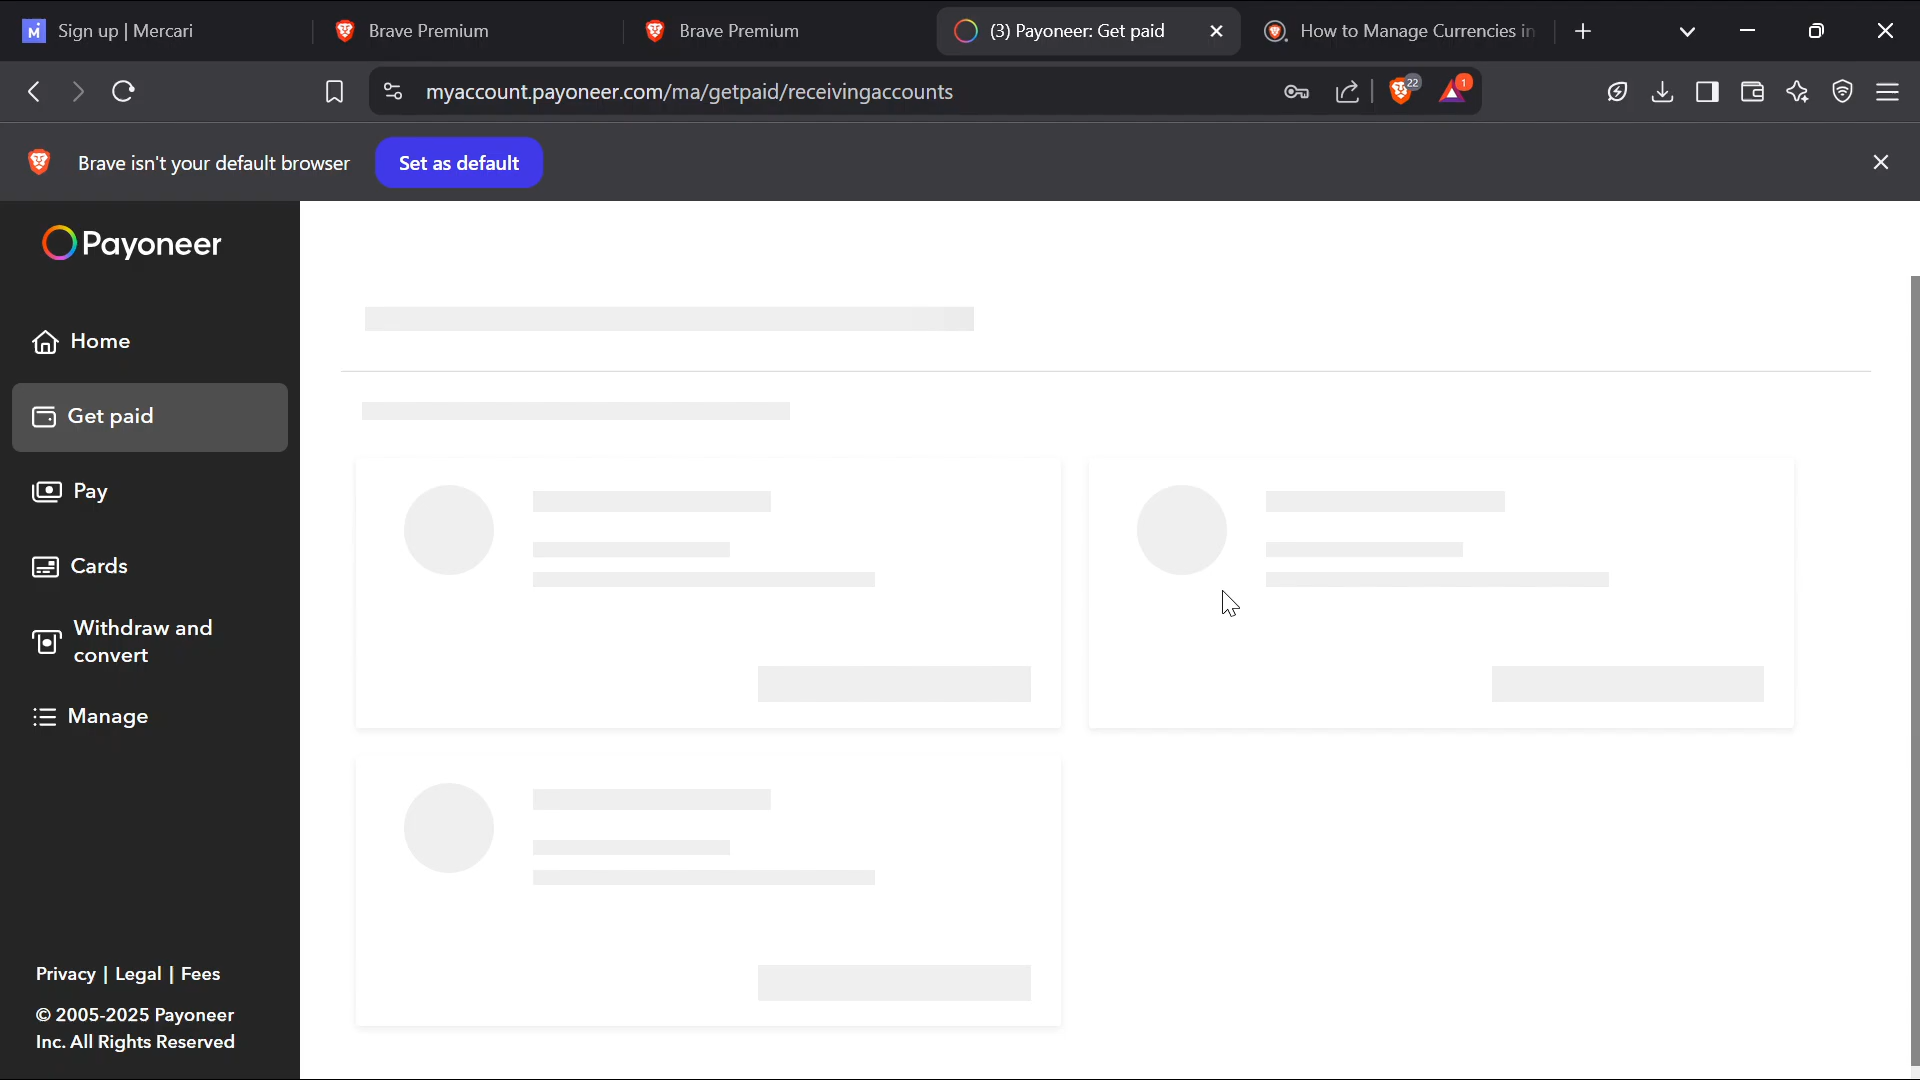 Sign up | Mercari
Brave Premium
Brave Premium
(3) Payoneer: Get paid
How to Manage Currencies in
myaccount.payoneer.com/ma/getpaid/receivingaccounts
22
1
Brave isn't your default browser
Set as default
Payoneer
Home
Get paid
Pay
Cards
Withdraw and
convert
Manage
Privacy | Legal | Fees
© 2005-2025 Payoneer
Inc. All Rights Reserved